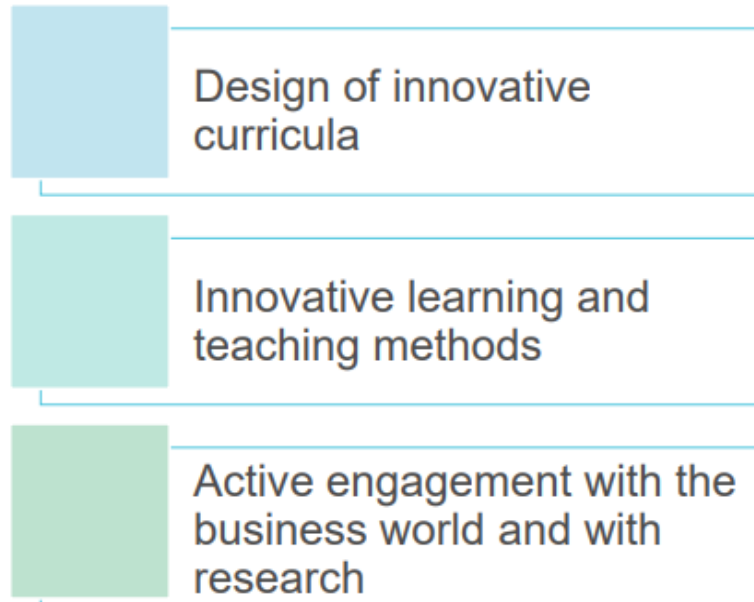 Design of innovative
curricula
Innovative learning and
teaching methods
Active engagement with the
business world and with
research